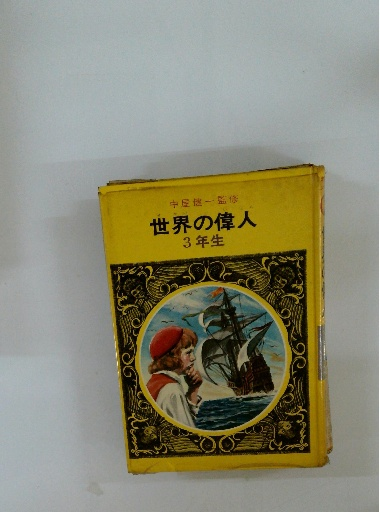 中屋健一監修
世界の偉人
3年生